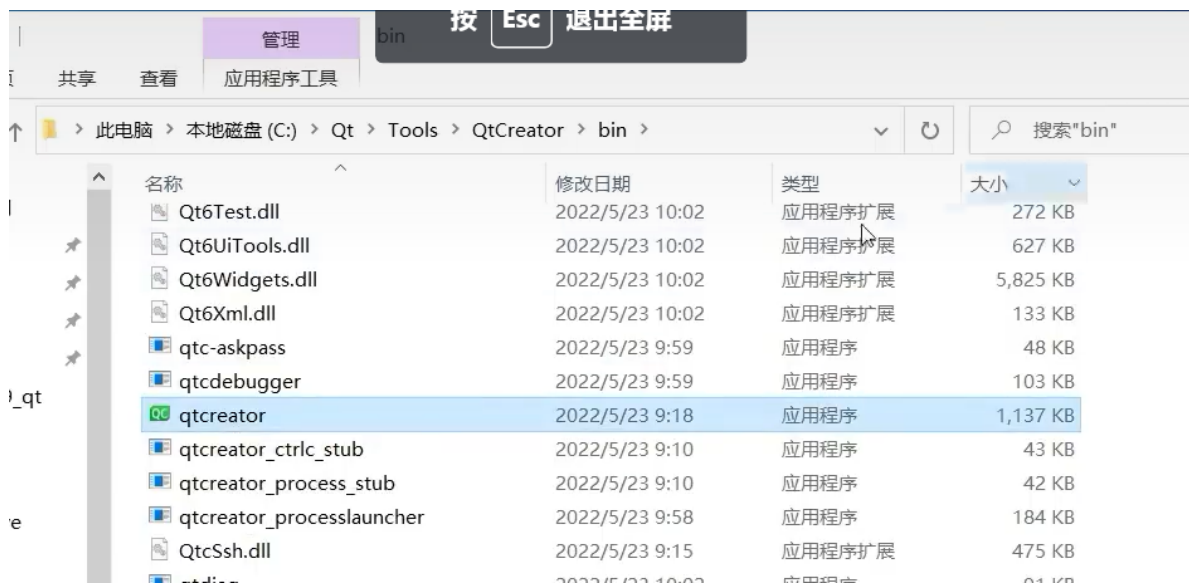 按 Esc 退出全屏
管理 bin
共享 查看 应用程序工具
此电脑 > 本地磁盘 (C:) > Qt > Tools > QtCreator > bin > 搜索"bin"
名称 修改日期 类型 大小
Qt6Test.dll 2022/5/23 10:02 应用程序扩展 272 KB
Qt6UiTools.dll 2022/5/23 10:02 应用程序扩展 627 KB
Qt6Widgets.dll 2022/5/23 10:02 应用程序扩展 5,825 KB
Qt6Xml.dll 2022/5/23 10:02 应用程序扩展 133 KB
qtc-askpass 2022/5/23 9:59 应用程序 48 KB
qtcdebugger 2022/5/23 9:59 应用程序 103 KB
_qt
QC qtcreator 2022/5/23 9:18 应用程序 1,137 KB
qtcreator_ctrlc_stub 2022/5/23 9:10 应用程序 43 KB
qtcreator_process_stub 2022/5/23 9:10 应用程序 42 KB
qtcreator_processlauncher 2022/5/23 9:58 应用程序 184 KB
QtcSsh.dll 2022/5/23 9:15 应用程序扩展 475 KB